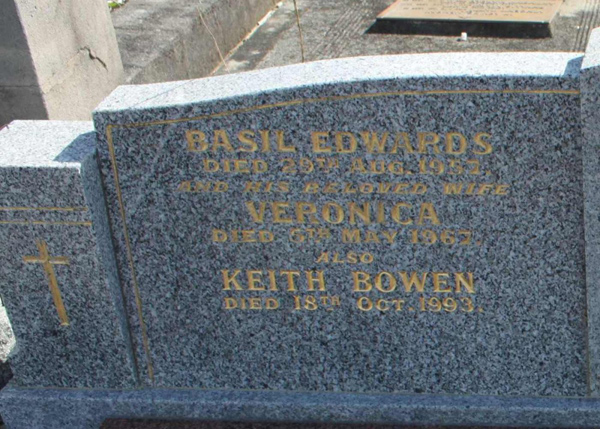 BASIL EDWARDS
DIED 29TH AUG. 1957.
AND HIS BELOVED WIFE
VERONICA
DIED 5TH MAY 1967.
ALSO
KEITH BOWEN
DIED 18TH OCT. 1993.